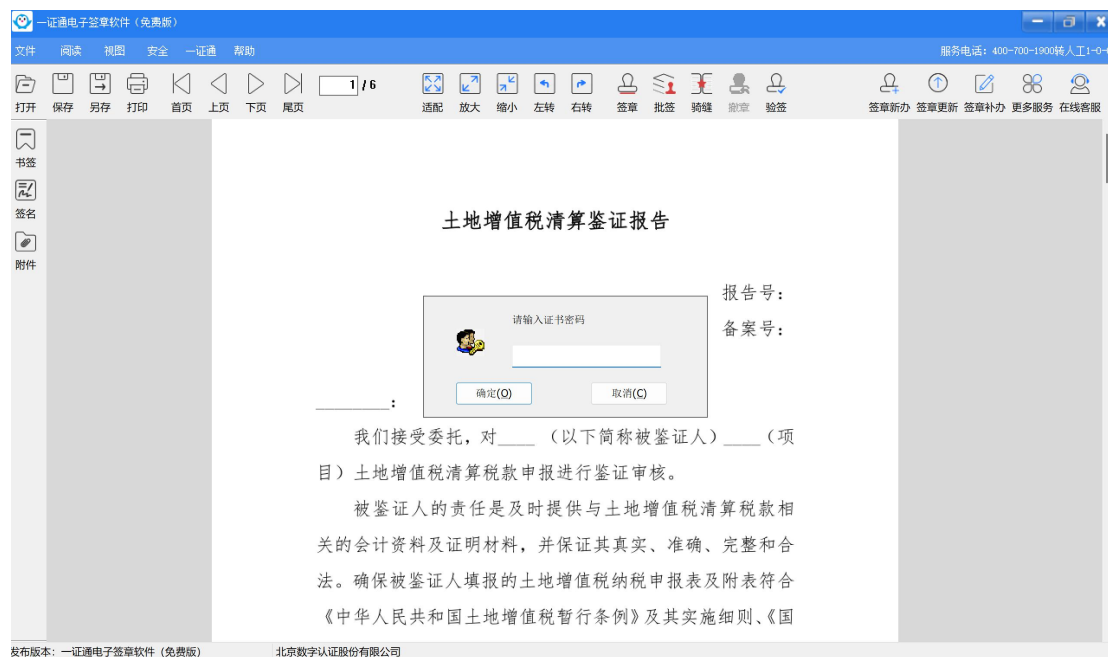 一证通电子签章软件（免费版）
文件 阅读 视图 安全 一证通 帮助 服务电话：400-700-1900转人工1-0-
1 / 6
打开 保存 另存 打印 首页 上页 下页 尾页 适配 放大 缩小 左转 右转 签章 批签 骑缝 撤章 验签 签章新办 签章更新 签章补办 更多服务 在线客服
书签
签名
附件
土地增值税清算鉴证报告
报告号：
备案号：
请输入证书密码
确定(O) 取消(C)
________：
我们接受委托，对____ （以下简称被鉴证人）____（项
目）土地增值税清算税款申报进行鉴证审核。
被鉴证人的责任是及时提供与土地增值税清算税款相
关的会计资料及证明材料，并保证其真实、准确、完整和合
法。确保被鉴证人填报的土地增值税纳税申报表及附表符合
《中华人民共和国土地增值税暂行条例》及其实施细则、《国
发布版本：一证通电子签章软件（免费版） 北京数字认证股份有限公司